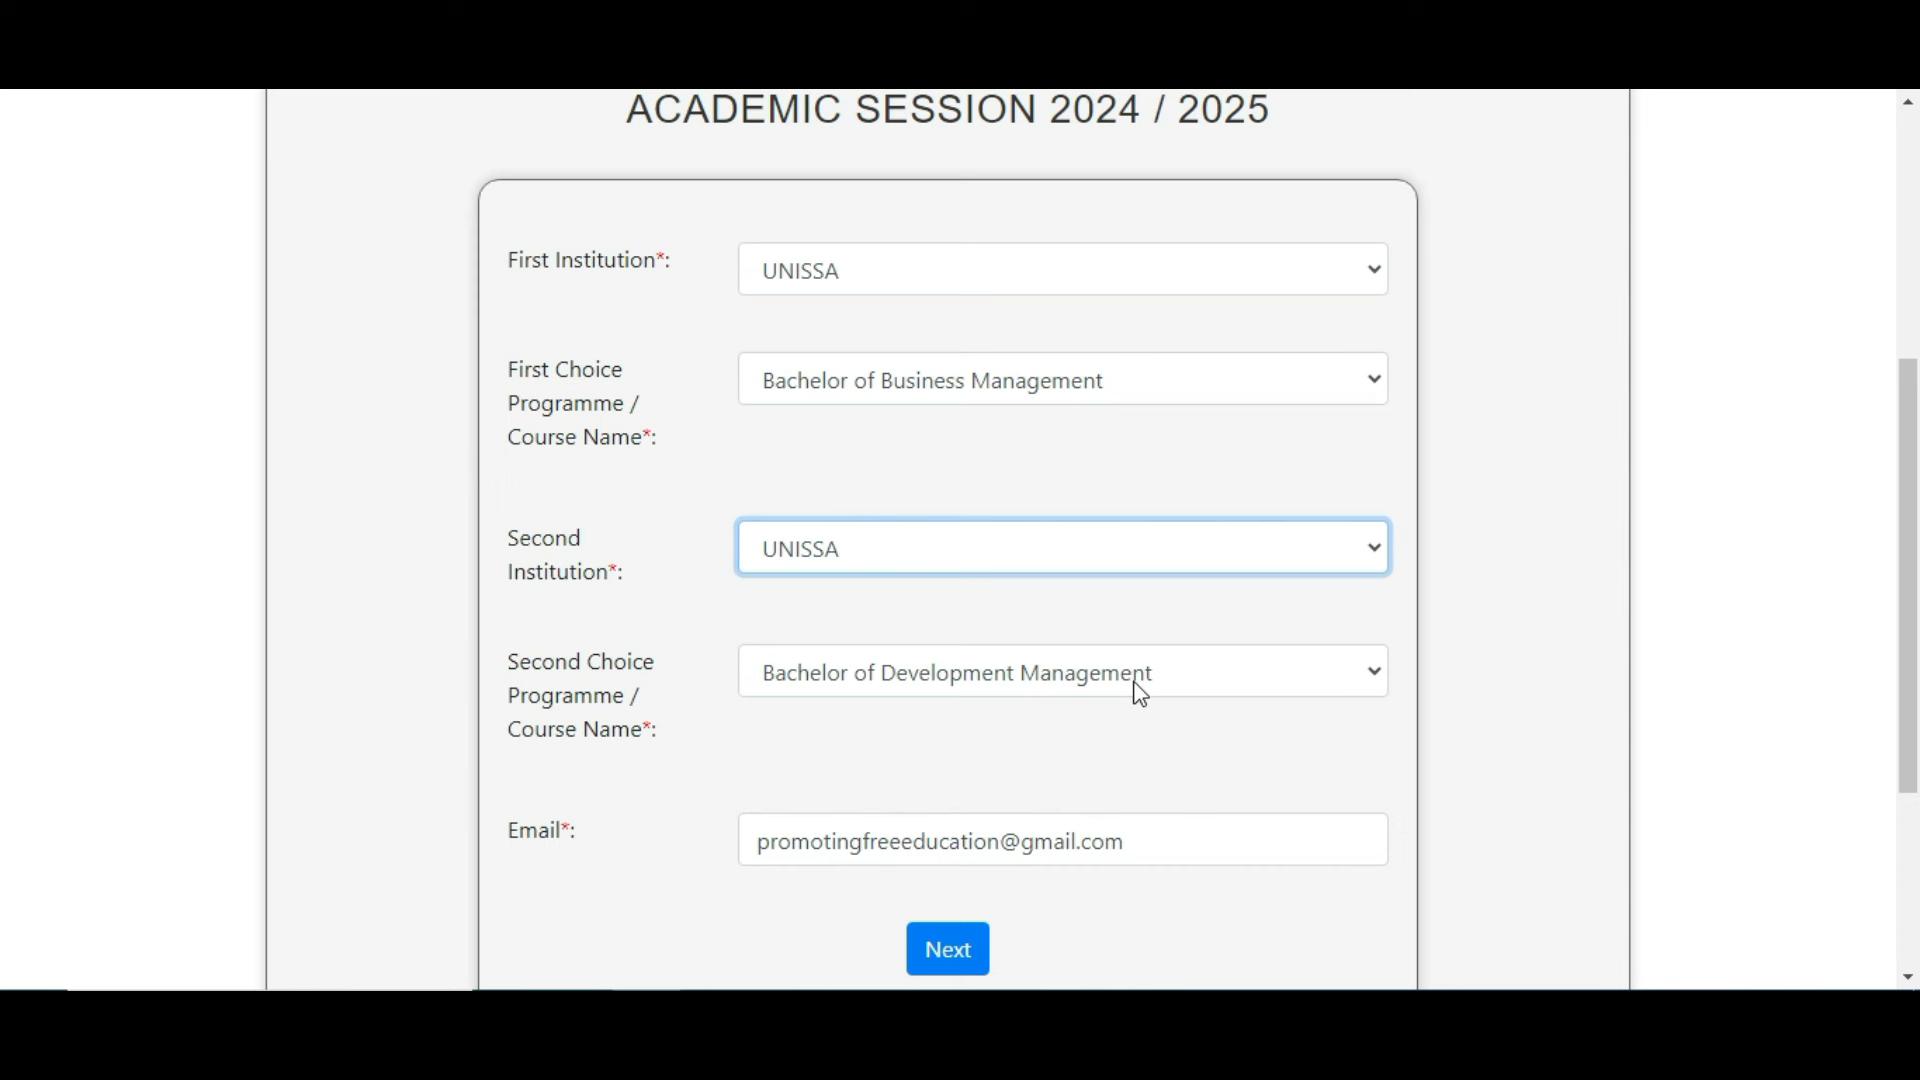 ACADEMIC SESSION 2024 / 2025
First Institution*:
UNISSA
First Choice
Programme /
Course Name*:
Bachelor of Business Management
Second
Institution*:
UNISSA
Second Choice
Programme /
Course Name*:
Bachelor of Development Management
Email*:
promotingfreeeducation@gmail.com
Next